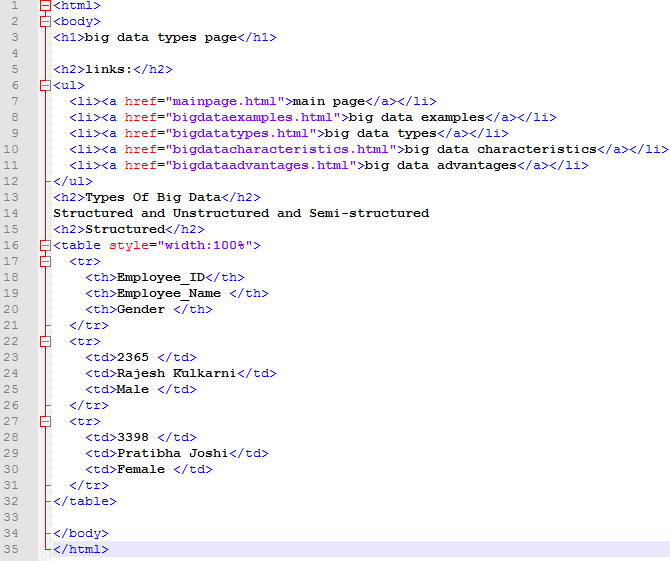 1 <html>
2 <body>
3 <h1>big data types page</h1>
4
5 <h2>links:</h2>
6 <ul>
7   <li><a href="mainpage.html">main page</a></li>
8   <li><a href="bigdataexamples.html">big data examples</a></li>
9   <li><a href="bigdatatypes.html">big data types</a></li>
10   <li><a href="bigdatacharacteristics.html">big data characteristics</a></li>
11   <li><a href="bigdataadvantages.html">big data advantages</a></li>
12 </ul>
13 <h2>Types Of Big Data</h2>
14 Structured and Unstructured and Semi-structured
15 <h2>Structured</h2>
16 <table style="width:100%">
17   <tr>
18     <th>Employee_ID</th>
19     <th>Employee_Name </th>
20     <th>Gender </th>
21   </tr>
22   <tr>
23     <td>2365 </td>
24     <td>Rajesh Kulkarni</td>
25     <td>Male </td>
26   </tr>
27   <tr>
28     <td>3398 </td>
29     <td>Pratibha Joshi</td>
30     <td>Female </td>
31   </tr>
32 </table>
33
34 </body>
35 </html>